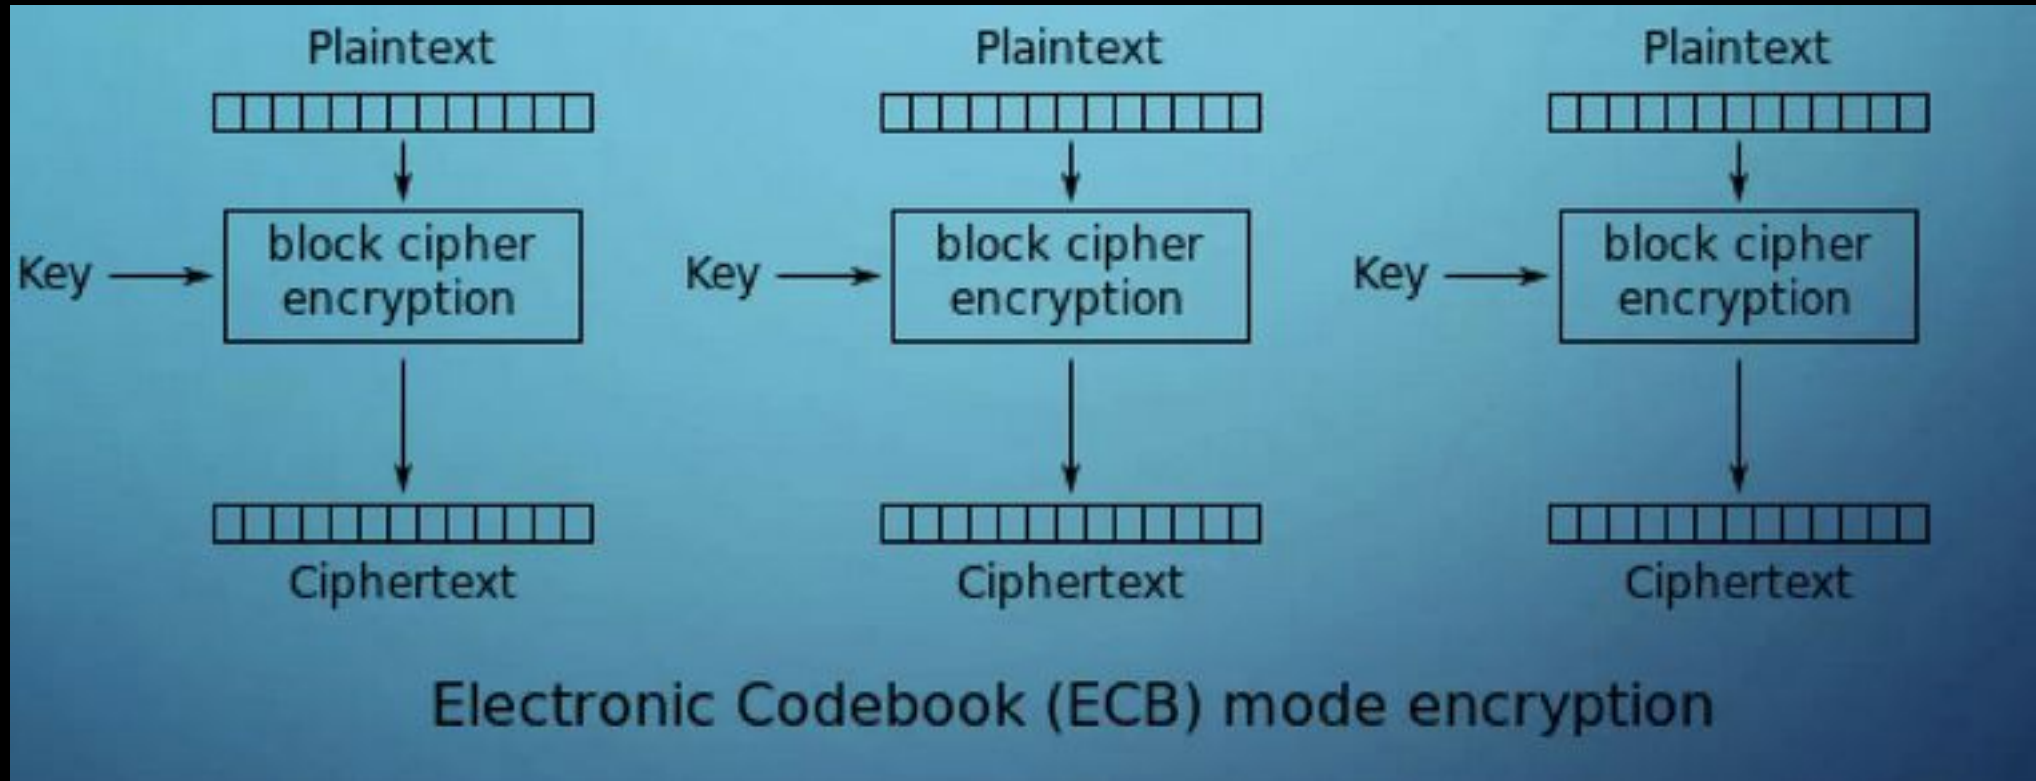 Plaintext
Plaintext
Plaintext
Key
block cipher
encryption
Key
block cipher
encryption
Key
block cipher
encryption
Ciphertext
Ciphertext
Ciphertext
Electronic Codebook (ECB) mode encryption